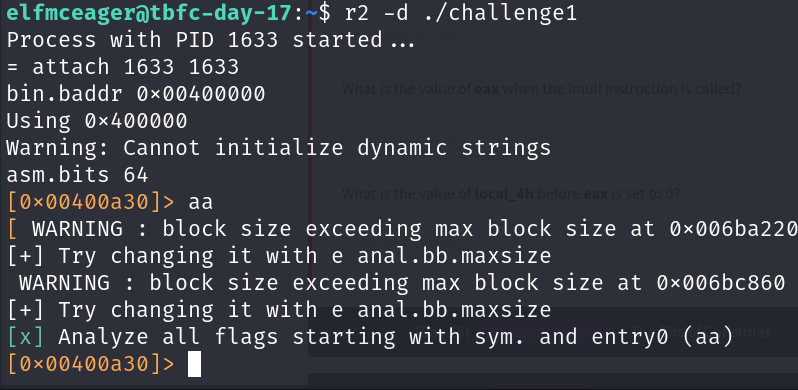 elfmceager@tbfc-day-17:~$ r2 -d ./challenge1
Process with PID 1633 started...
= attach 1633 1633
bin.baddr 0x00400000
What is the value of eax when the imull instruction is called?
Using 0x400000
Warning: Cannot initialize dynamic strings
asm.bits 64
[0x00400a30]> aa
What is the value of local_4h before eax is set to 0?
[ WARNING : block size exceeding max block size at 0x006ba220
[+] Try changing it with e anal.bb.maxsize
 WARNING : block size exceeding max block size at 0x006bc860
[+] Try changing it with e anal.bb.maxsize
[x] Analyze all flags starting with sym. and entry0 (aa)
[0x00400a30]>